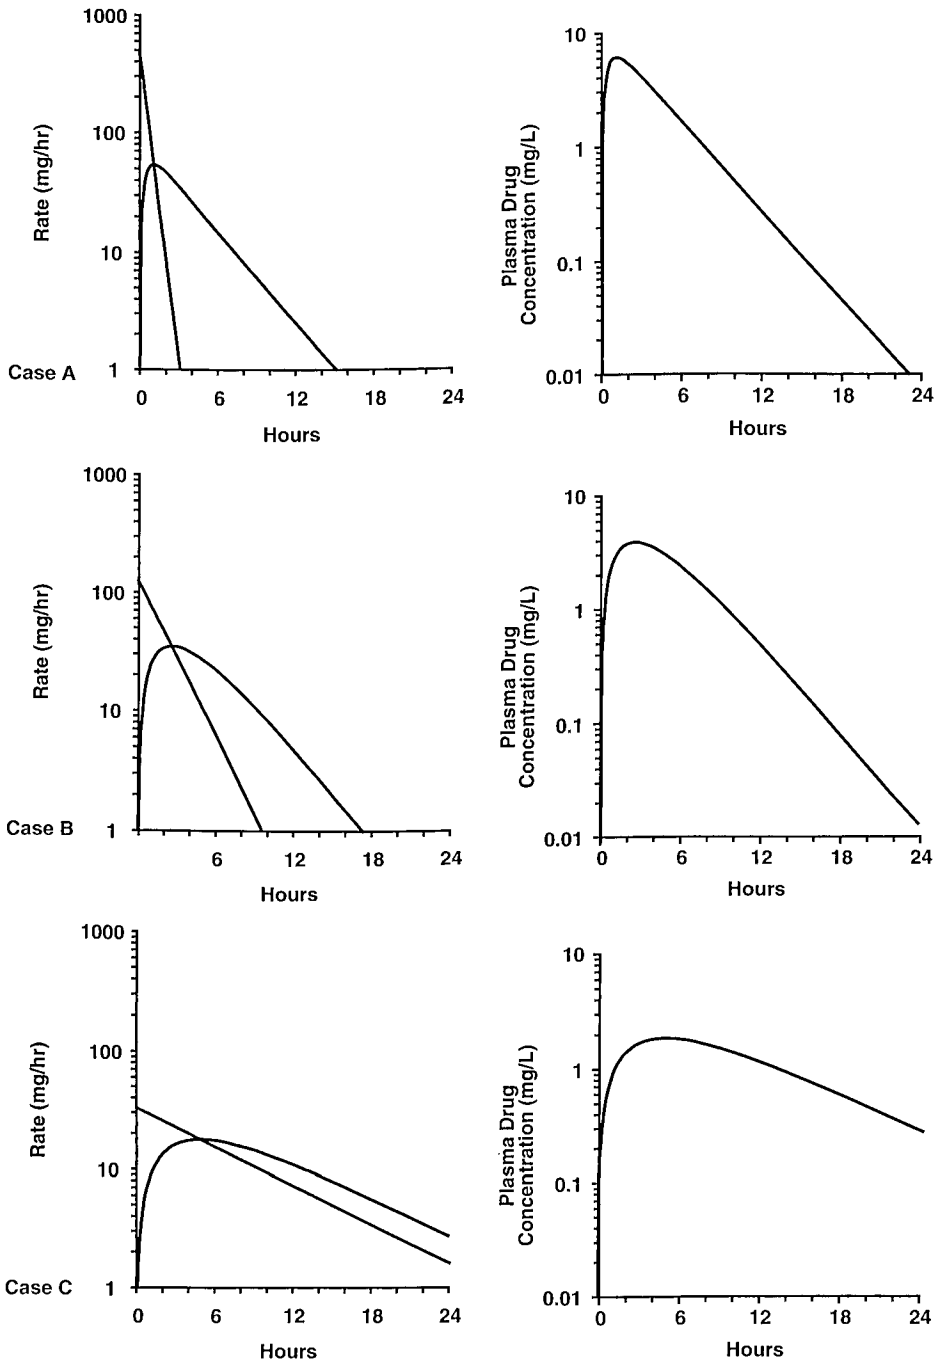 1000
100
10
1
Rate (mg/hr)
Case A
0 6 12 18 24
Hours
10
1
0.1
0.01
Plasma Drug
Concentration (mg/L)
0 6 12 18 24
Hours
1000
100
10
1
Rate (mg/hr)
Case B
6 12 18 24
Hours
10
1
0.1
0.01
Plasma Drug
Concentration (mg/L)
0 6 12 18 24
Hours
1000
100
10
1
Rate (mg/hr)
Case C
0 6 12 18 24
Hours
10
1
0.1
0.01
Plasma Drug
Concentration (mg/L)
0 6 12 18 24
Hours